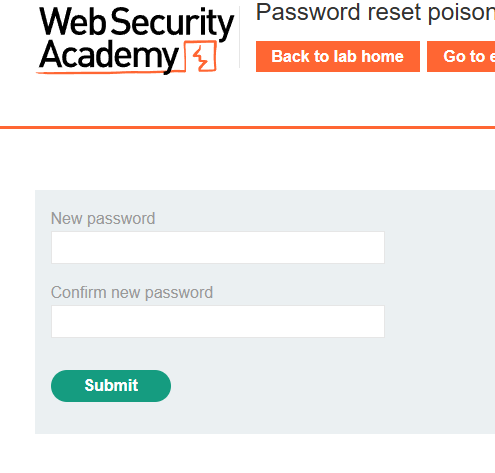 Web Security
Academy
Password reset poison
Back to lab home
Go to e
New password
Confirm new password
Submit